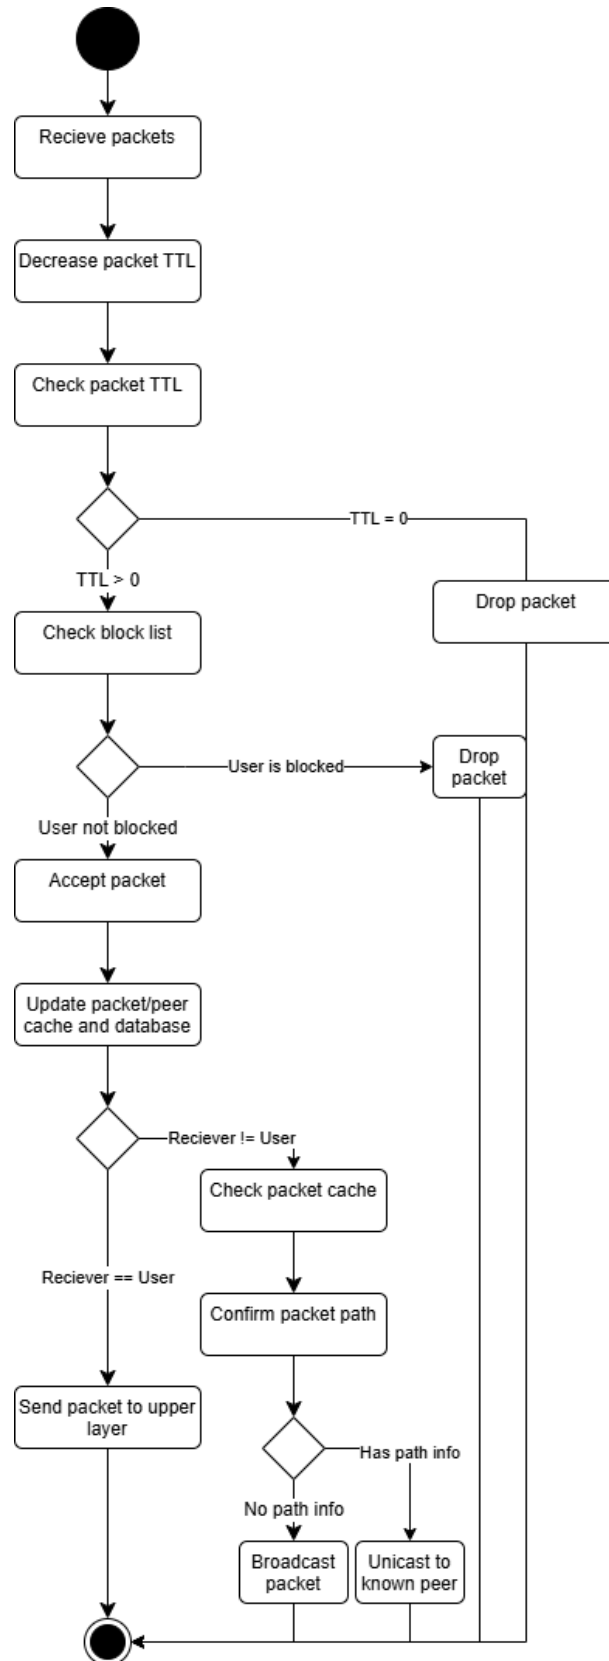 Recieve packets
Decrease packet TTL
Check packet TTL
TTL = 0
TTL > 0
Drop packet
Check block list
User is blocked
Drop
packet
User not blocked
Accept packet
Update packet/peer
cache and database
Reciever != User
Check packet cache
Reciever == User
Confirm packet path
Send packet to upper
layer
Has path info
No path info
Broadcast
packet
Unicast to
known peer